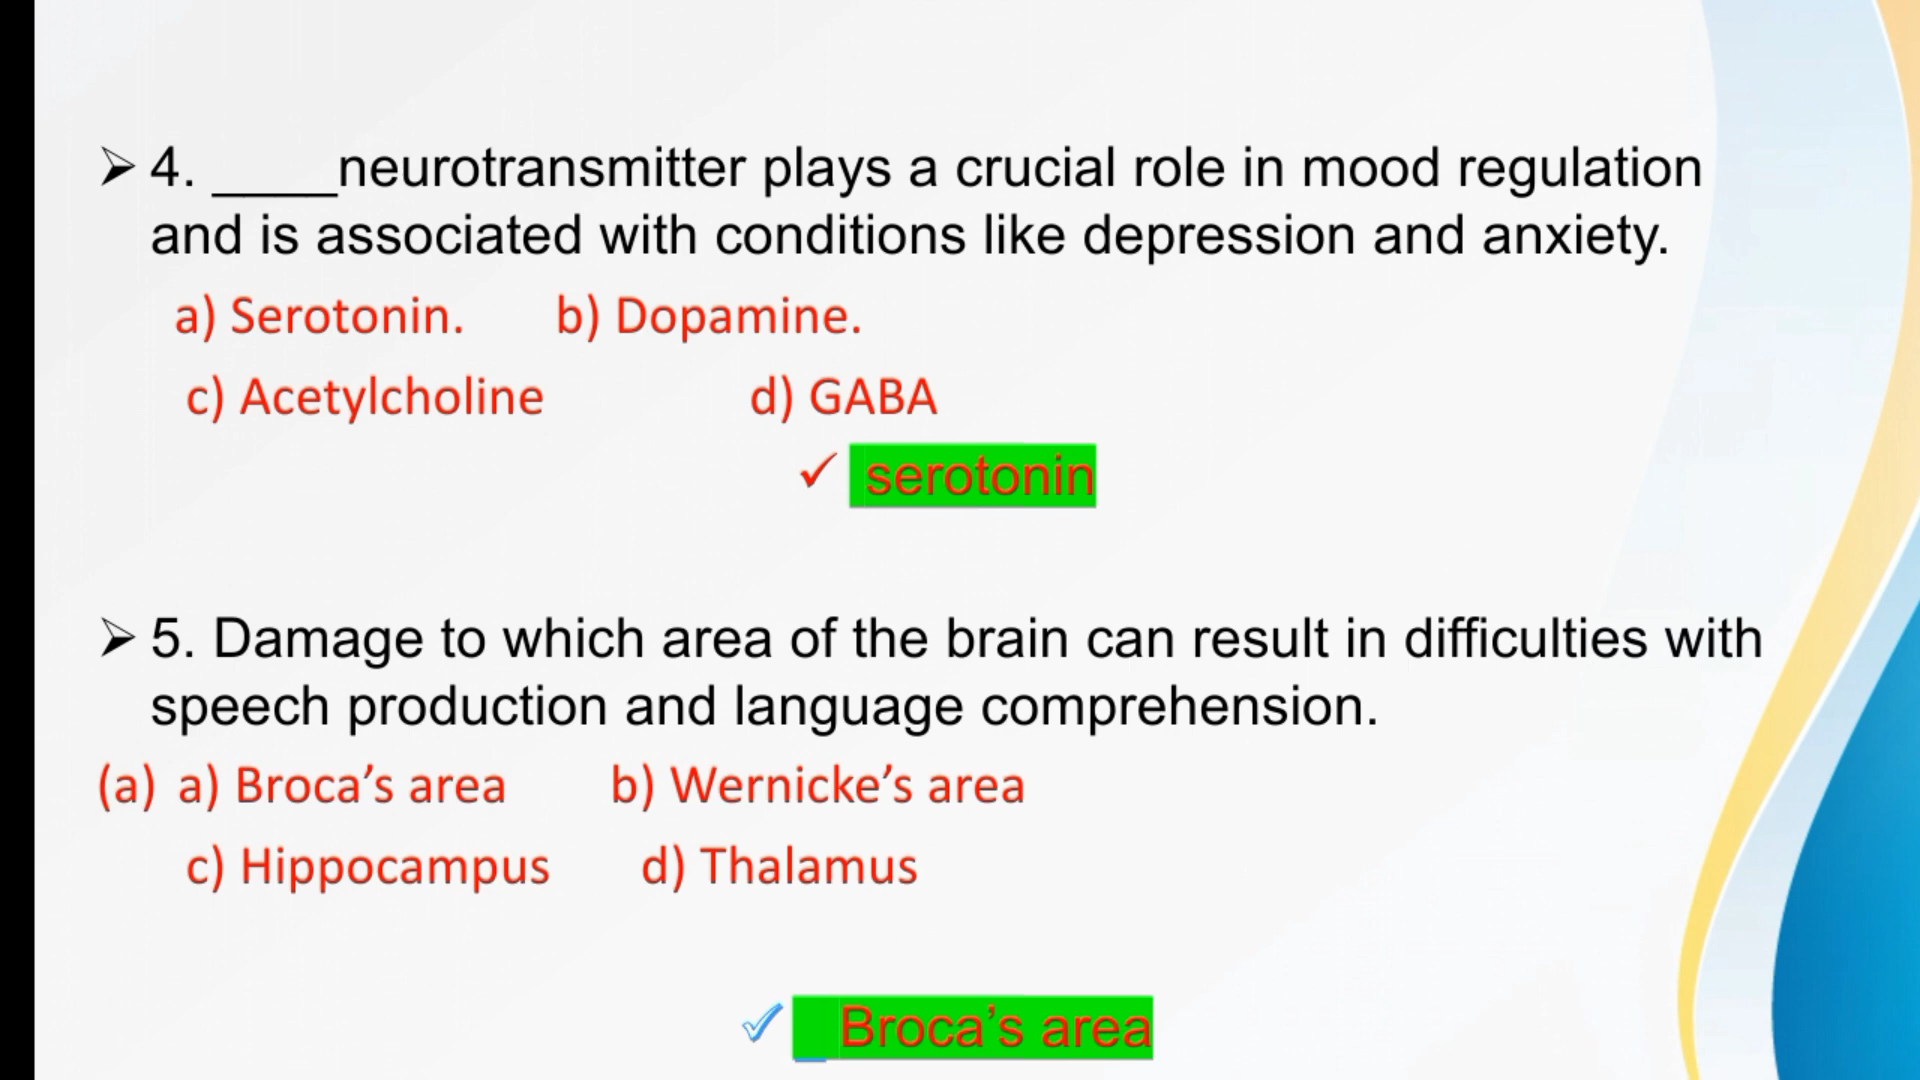 ➢ 4. ____neurotransmitter plays a crucial role in mood regulation
and is associated with conditions like depression and anxiety.
a) Serotonin. b) Dopamine.
c) Acetylcholine d) GABA
✓ serotonin
➢ 5. Damage to which area of the brain can result in difficulties with
speech production and language comprehension.
(a) a) Broca’s area b) Wernicke’s area
c) Hippocampus d) Thalamus
✓ Broca’s area